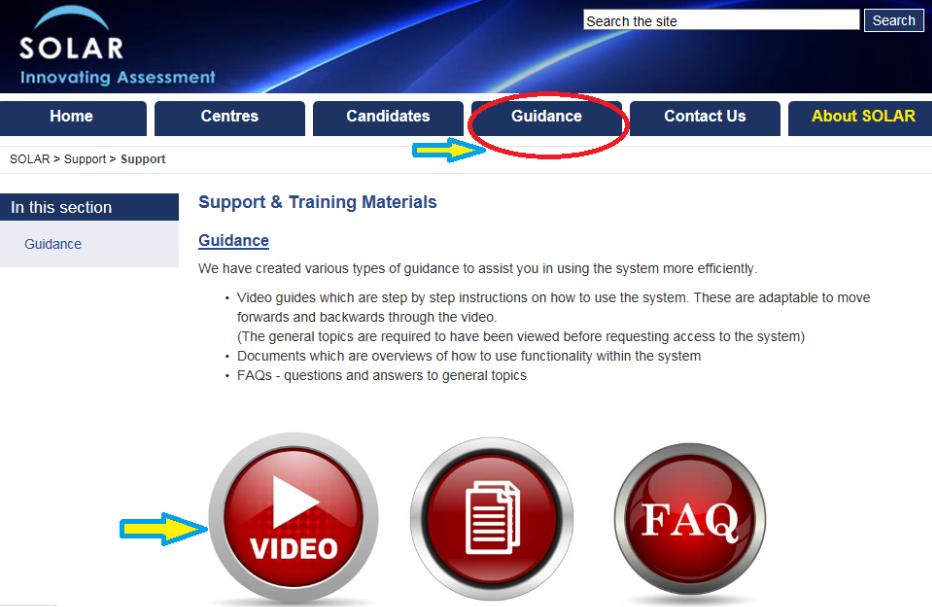 SOLAR
Innovating Assessment
Search the site
Search
Home
Centres
Candidates
Guidance
Contact Us
About SOLAR
SOLAR > Support > Support
In this section
Guidance
Support & Training Materials
Guidance
We have created various types of guidance to assist you in using the system more efficiently.
• Video guides which are step by step instructions on how to use the system. These are adaptable to move
forwards and backwards through the video.
(The general topics are required to have been viewed before requesting access to the system)
• Documents which are overviews of how to use functionality within the system
• FAQs - questions and answers to general topics
VIDEO
FAQ